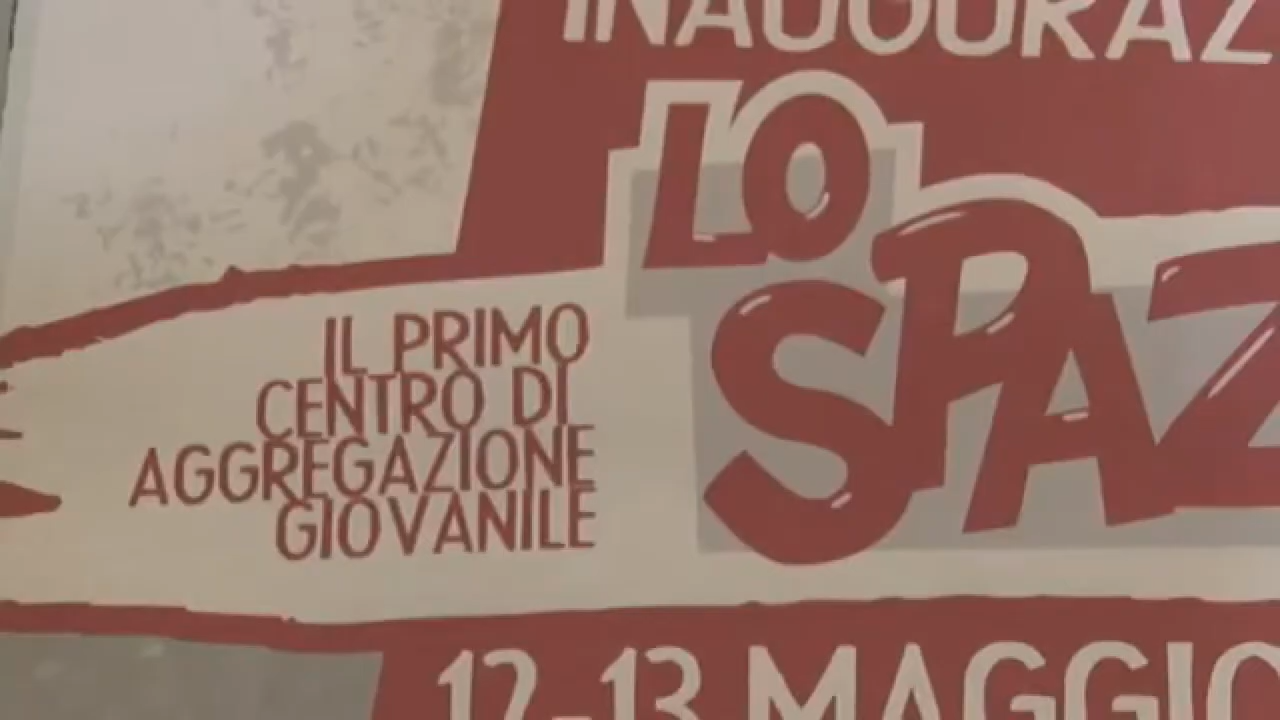 INAUGURAZ
LO
SPAZ
IL PRIMO
CENTRO DI
AGGREGAZIONE
GIOVANILE
12-13 MAGGIO